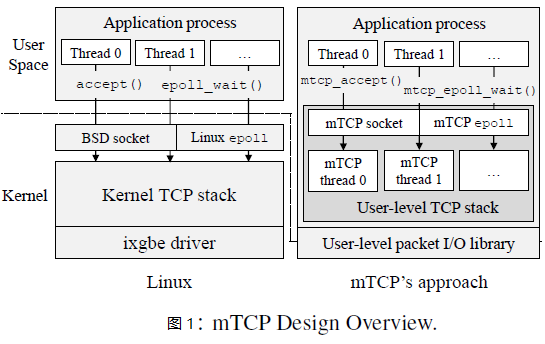 User
Space
Application process
Thread 0 Thread 1 ...
accept() epoll_wait()
BSD socket Linux epoll
Kernel
Kernel TCP stack
ixgbe driver
Linux
Application process
Thread 0 Thread 1 ...
mtcp_accept()
mtcp_epoll_wait()
mTCP socket mTCP epoll
mTCP
thread 0
mTCP
thread 1
...
User-level TCP stack
User-level packet I/O library
mTCP's approach
图 1: mTCP Design Overview.